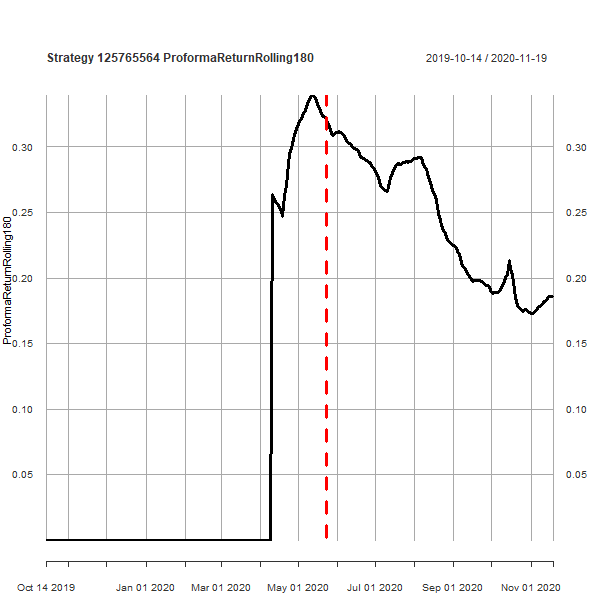 Strategy 125765564 ProformaReturnRolling180
2019-10-14 / 2020-11-19
ProformaReturnRolling180
0.30 0.30
0.25 0.25
0.20 0.20
0.15 0.15
0.10 0.10
0.05 0.05
Oct 14 2019 Jan 01 2020 Mar 01 2020 May 01 2020 Jul 01 2020 Sep 01 2020 Nov 01 2020